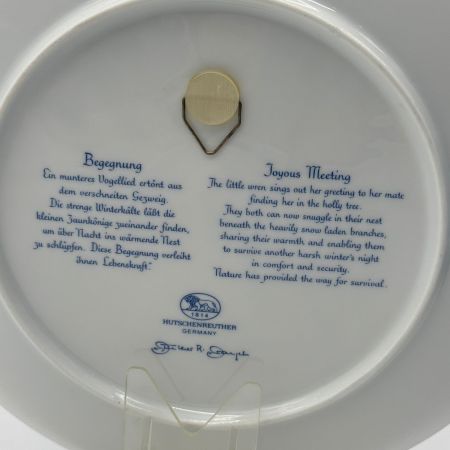 Begegnung
Ein munteres Vogellied ertönt aus
dem verschneiten Gezweig.
Die strenge Winterkälte läßt die
kleinen Zaunkönige zueinander finden,
um über Nacht ins wärmende Nest
zu schlüpfen. Diese Begegnung verleiht
ihnen Lebenskraft.
Joyous Meeting
The little wren sings out her greeting to her mate
finding her in the holly tree.
They both can now snuggle in their nest
beneath the heavily snow laden branches,
sharing their warmth and enabling them
to survive another harsh winter's night
in comfort and security.
Nature has provided the way for survival.
1814
HUTSCHENREUTHER
GERMANY